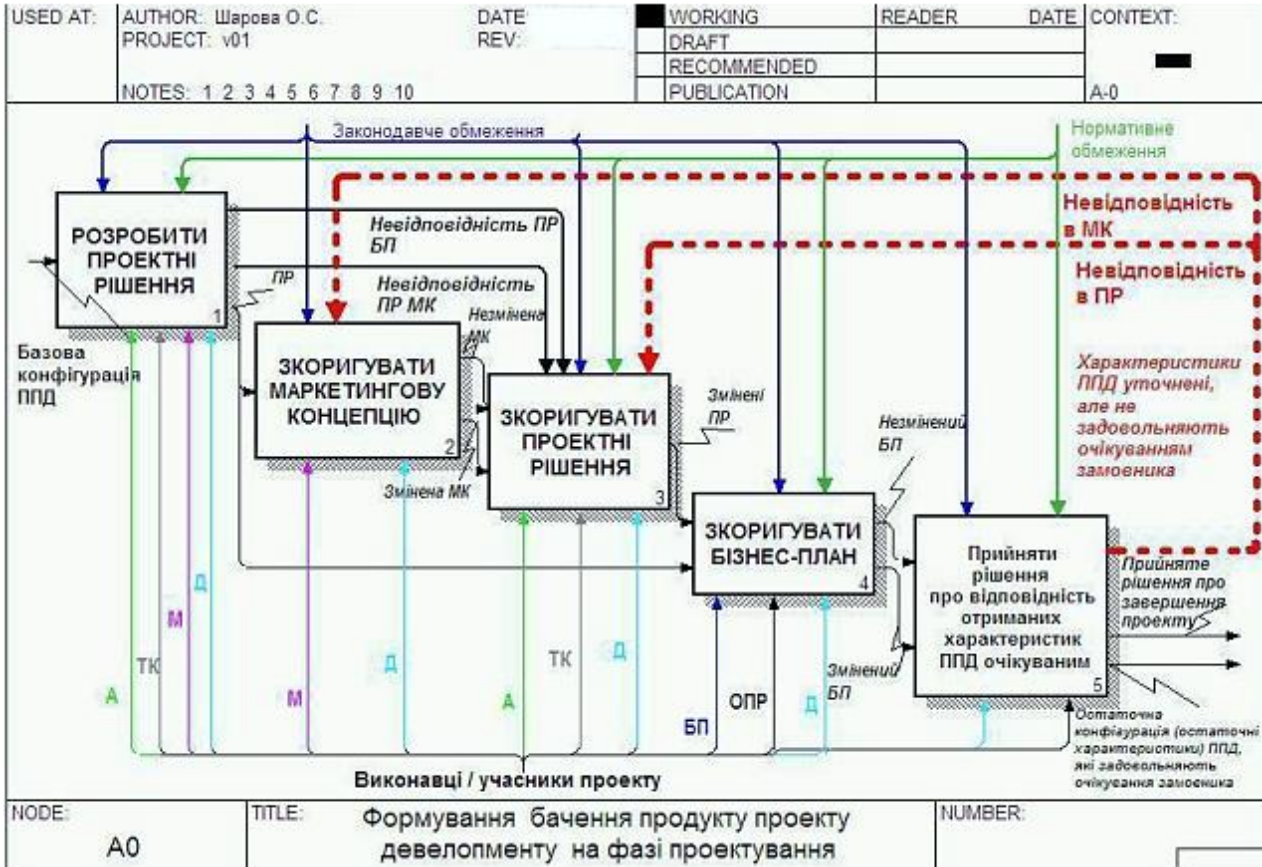 USED AT:
AUTHOR: Шарова О.С.
DATE
PROJECT: v01
REV:
NOTES: 1 2 3 4 5 6 7 8 9 10
WORKING
DRAFT
RECOMMENDED
PUBLICATION
READER
DATE
CONTEXT:
A-0
Законодавче обмеження
Нормативне
обмеження
РОЗРОБИТИ
ПРОЕКТНІ
РІШЕННЯ
1
Невідповідність ПР
БП
Невідповідність
ПР МК
ПР
Невідповідність
в МК
Невідповідність
в ПР
Базова
конфігурація
ППД
ЗКОРИГУВАТИ
МАРКЕТИНГОВУ
КОНЦЕПЦІЮ
2
Незмінена
МК
Змінена МК
ЗКОРИГУВАТИ
ПРОЕКТНІ
РІШЕННЯ
3
Змінені
ПР
Характеристики
ППД уточнені,
але не
задовольняють
очікуванням
замовника
Незмінений
БП
ЗКОРИГУВАТИ
БІЗНЕС-ПЛАН
4
Змінений
БП
Прийняти
рішення
про відповідність
отриманих
характеристик
ППД очікуваним
5
Прийняте
рішення про
завершення
проекту
Остаточна
конфігурація (остаточні
характеристики) ППД,
які задовольняють
очікування замовника
А
ТК
М
Д
М
Д
А
ТК
Д
БП
ОПР
Д
Виконавці / учасники проекту
NODE:
A0
TITLE:
Формування бачення продукту проекту
девелопменту на фазі проектування
NUMBER: